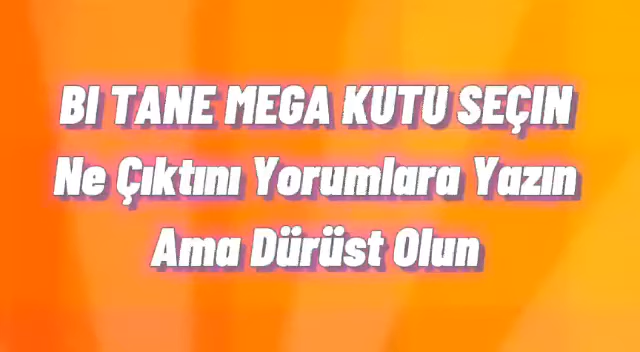 BI TANE MEGA KUTU SEÇIN
Ne Çıktını Yorumlara Yazın
Ama Dürüst Olun